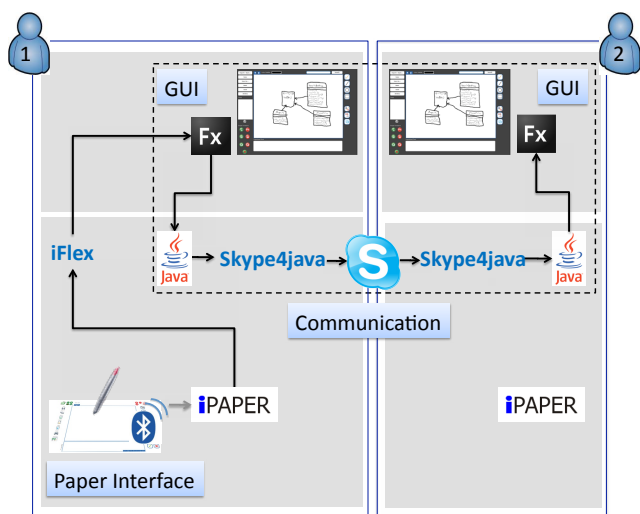 1
2
GUI
GUI
Fx
Fx
iFlex
Java
Skype4java
S
Skype4java
Java
Communication
iPAPER
iPAPER
Paper Interface